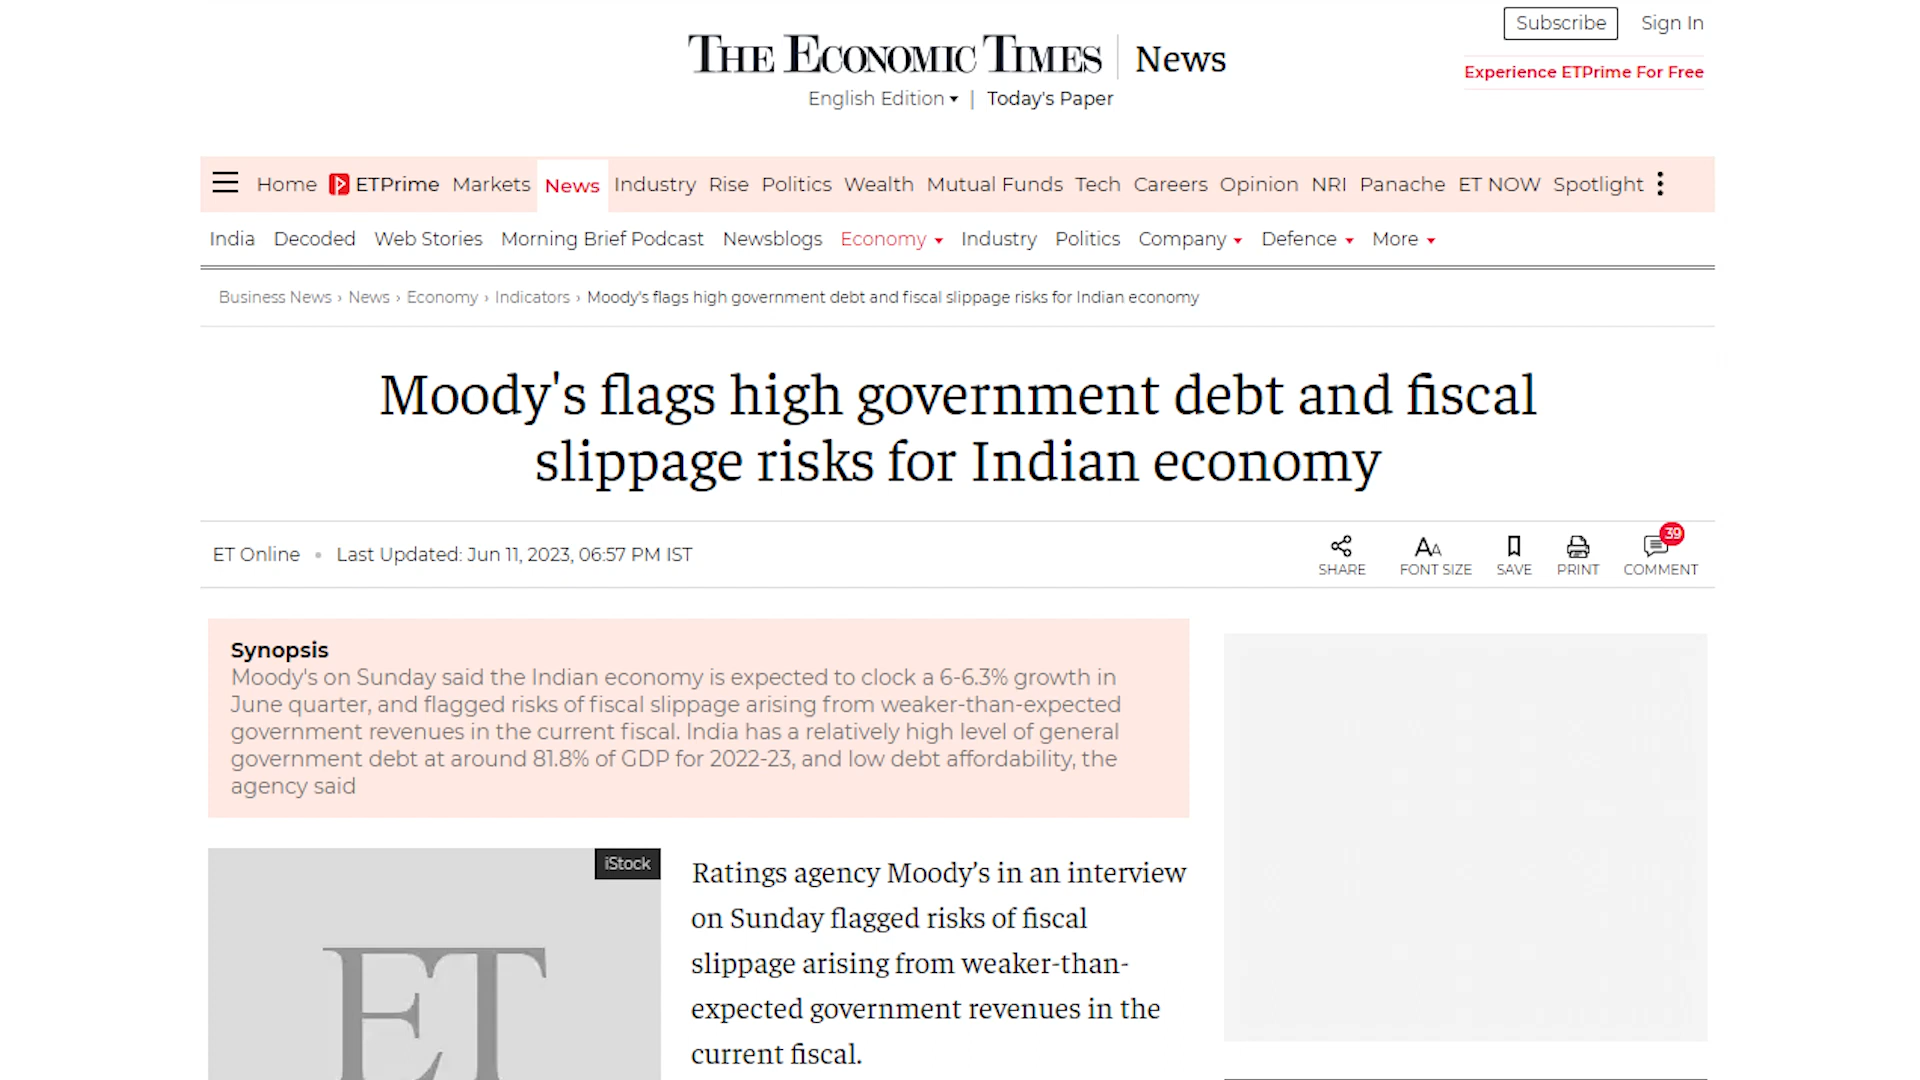 Subscribe Sign In
THE ECONOMIC TIMES | News
Experience ETPrime For Free
English Edition | Today's Paper
Home ETPrime Markets News Industry Rise Politics Wealth Mutual Funds Tech Careers Opinion NRI Panache ET NOW Spotlight
India Decoded Web Stories Morning Brief Podcast Newsblogs Economy Industry Politics Company Defence More
Business News › News › Economy › Indicators › Moody's flags high government debt and fiscal slippage risks for Indian economy
Moody's flags high government debt and fiscal
slippage risks for Indian economy
ET Online • Last Updated: Jun 11, 2023, 06:57 PM IST
39
SHARE FONT SIZE SAVE PRINT COMMENT
Synopsis
Moody's on Sunday said the Indian economy is expected to clock a 6-6.3% growth in
June quarter, and flagged risks of fiscal slippage arising from weaker-than-expected
government revenues in the current fiscal. India has a relatively high level of general
government debt at around 81.8% of GDP for 2022-23, and low debt affordability, the
agency said
iStock
ET
Ratings agency Moody’s in an interview
on Sunday flagged risks of fiscal
slippage arising from weaker-than-
expected government revenues in the
current fiscal.